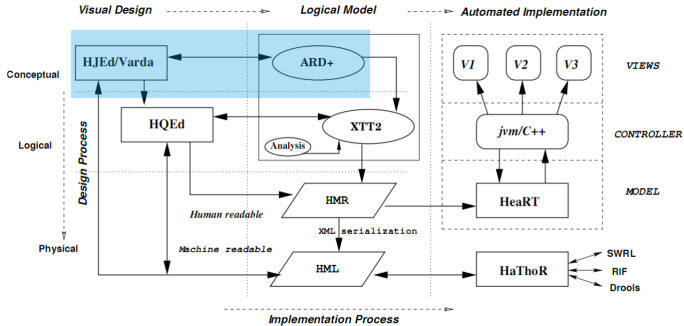 Visual Design
Logical Model
Automated Implementation
HJEd/Varda
ARD+
V1
V2
V3
VIEWS
Conceptual
HQEd
XTT2
jvm/C++
CONTROLLER
Logical
Analysis
Design Process
MODEL
HMR
HeaRT
Human readable
XML serialization
Physical
Machine readable
HML
HaThoR
SWRL
RIF
Drools
Implementation Process